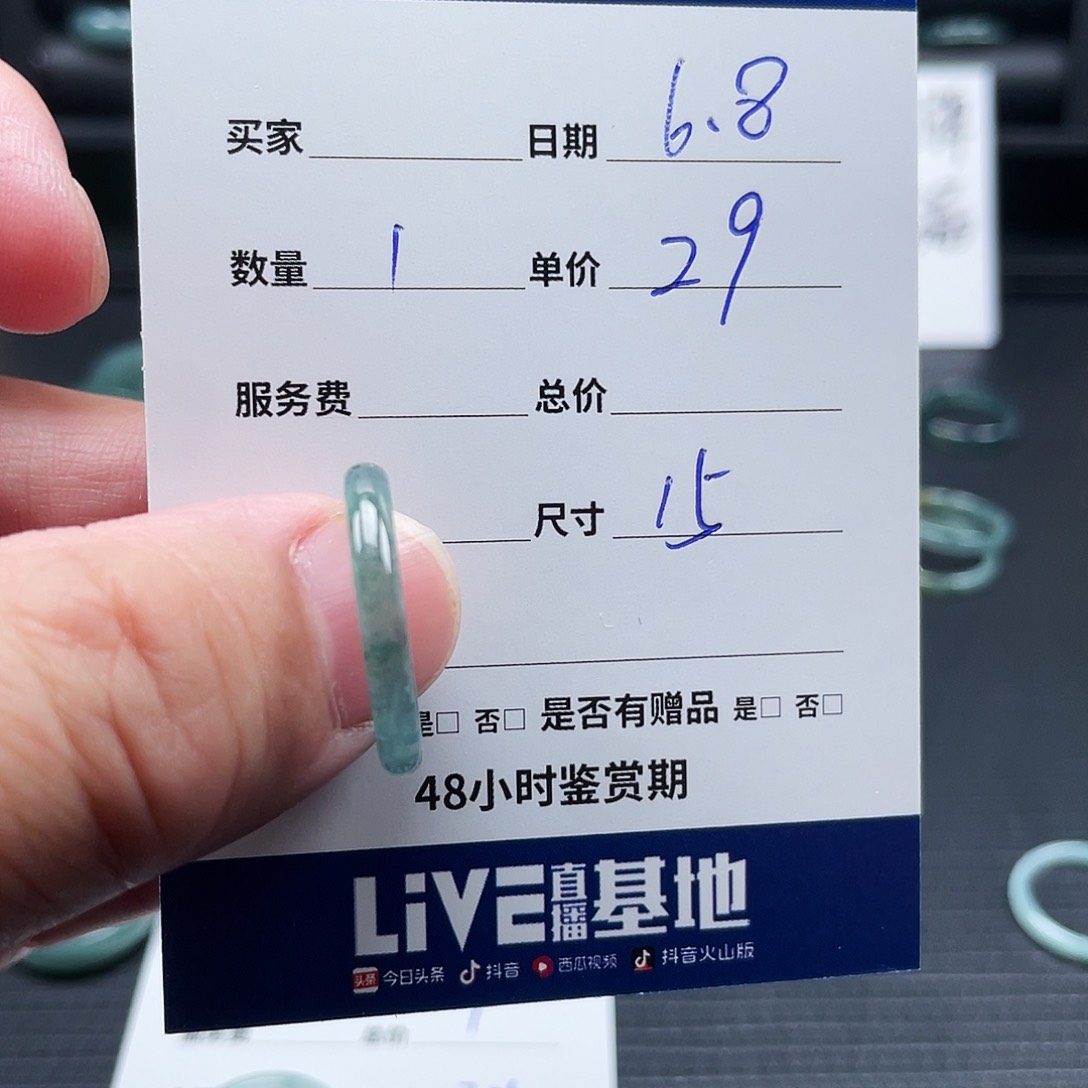 买家 日期 6.8
数量 1 单价 29
服务费 总价
尺寸 15
是□ 否□ 是否有赠品 是□ 否□
48小时鉴赏期
LiVE直播基地
头条 今日头条 抖音 西瓜视频 抖音火山版